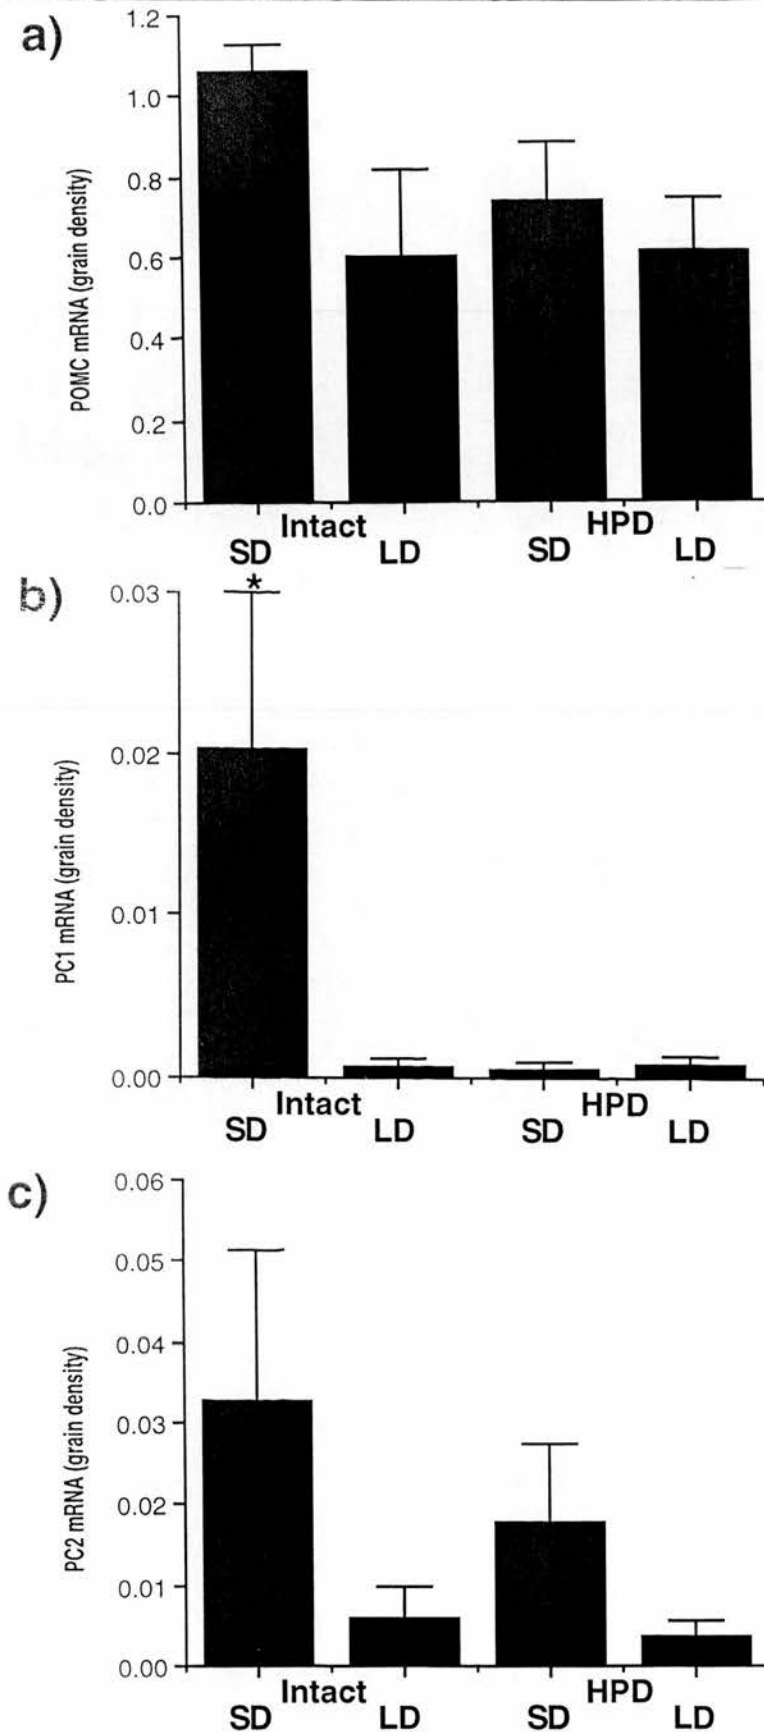 a)
POMC mRNA (grain density)
1.2
1.0
0.8
0.6
0.4
0.2
0.0
Intact HPD
SD LD SD LD
b)
PC1 mRNA (grain density)
*
0.03
0.02
0.01
0.00
Intact HPD
SD LD SD LD
c)
PC2 mRNA (grain density)
0.06
0.05
0.04
0.03
0.02
0.01
0.00
Intact HPD
SD LD SD LD